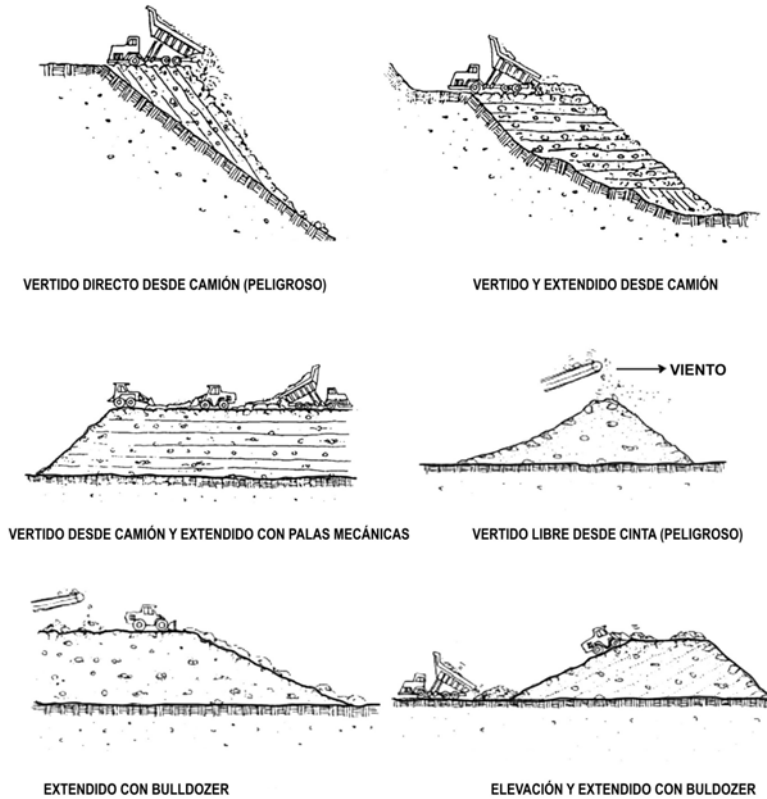 VERTIDO DIRECTO DESDE CAMIÓN (PELIGROSO)
VERTIDO Y EXTENDIDO DESDE CAMIÓN
VIENTO
VERTIDO DESDE CAMIÓN Y EXTENDIDO CON PALAS MECÁNICAS
VERTIDO LIBRE DESDE CINTA (PELIGROSO)
EXTENDIDO CON BULLDOZER
ELEVACIÓN Y EXTENDIDO CON BULDOZER